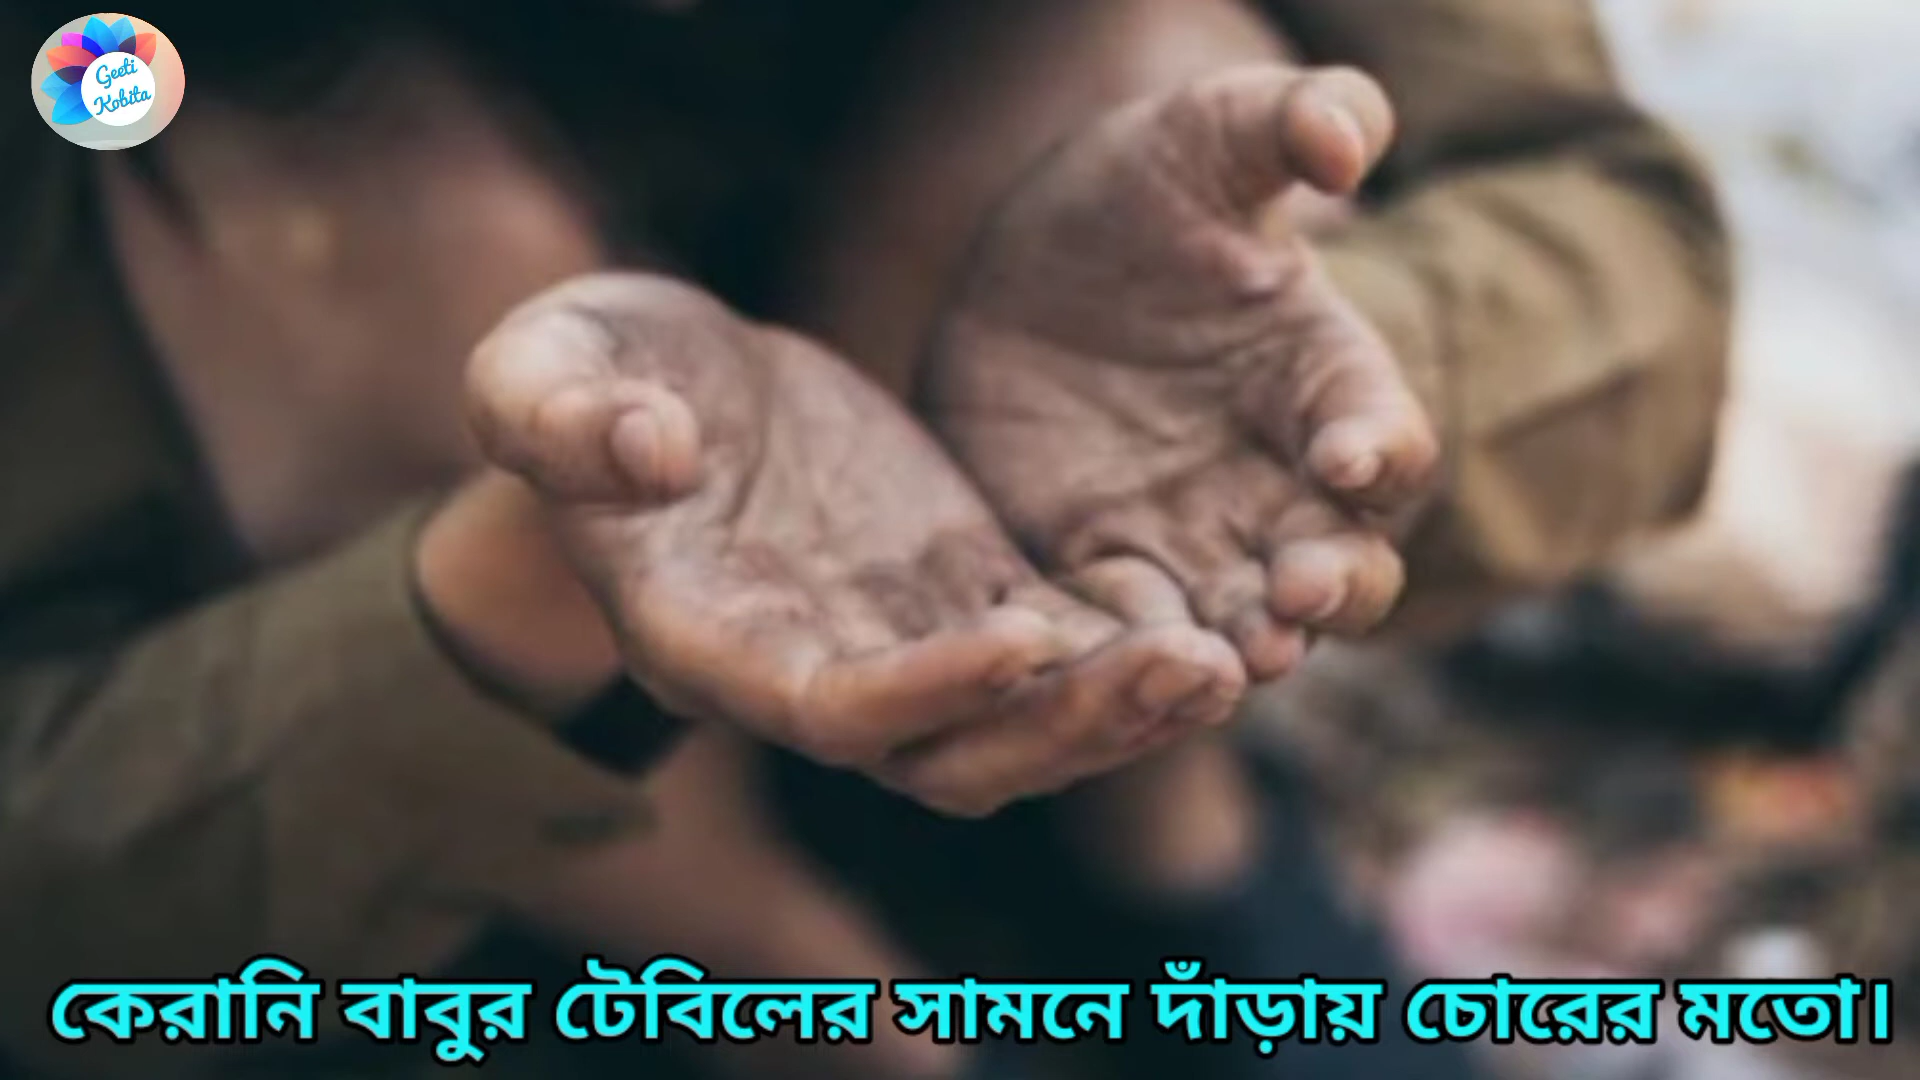 Geeti
Kobita
কেরানি বাবুর টেবিলের সামনে দাঁড়ায় চোরের মতো।